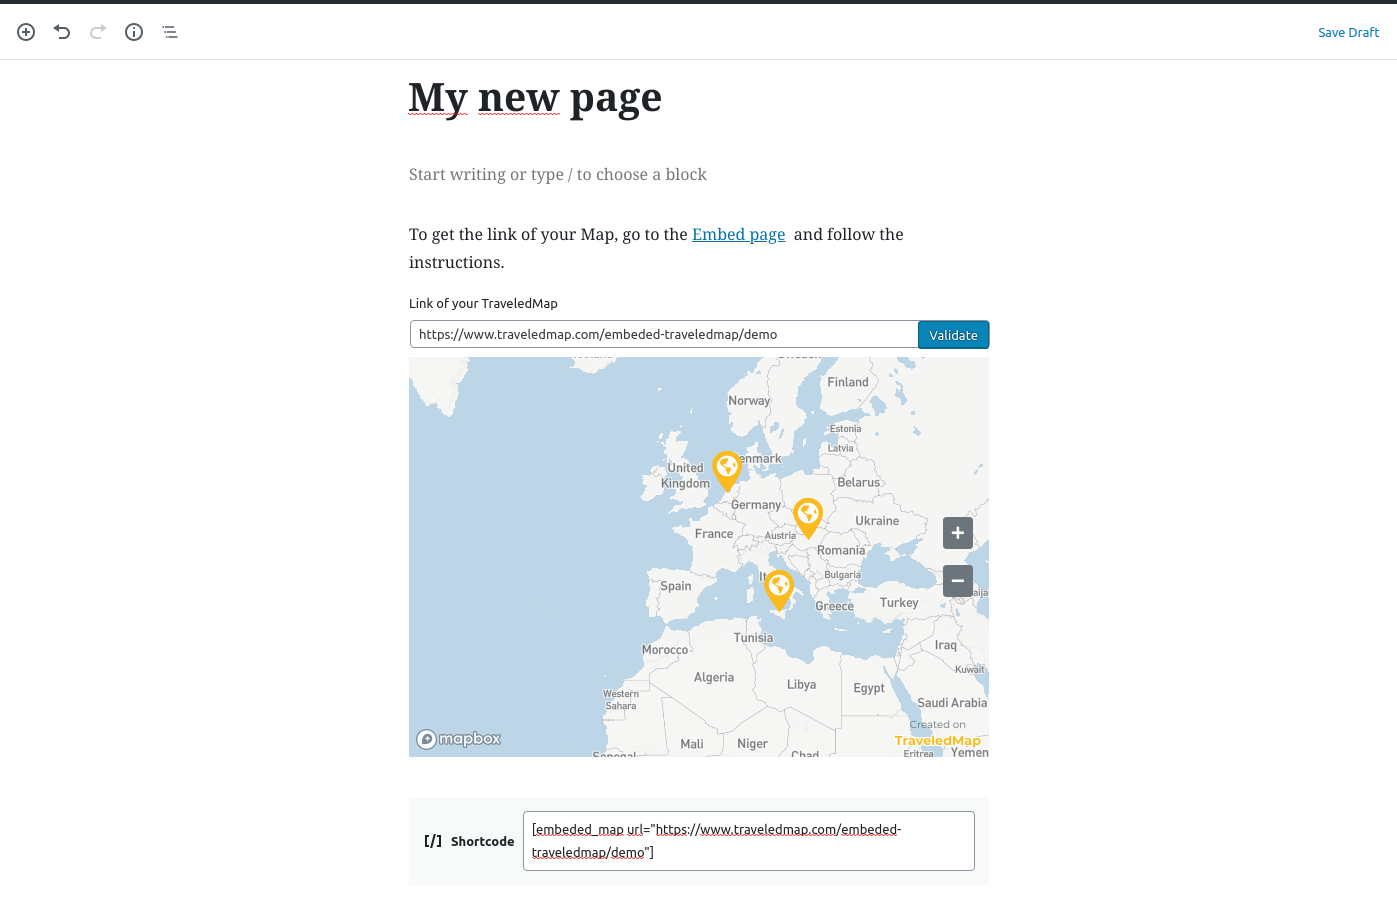 Save Draft
My new page
Start writing or type / to choose a block
To get the link of your Map, go to the Embed page and follow the
instructions.
Link of your TraveledMap
https://www.traveledmap.com/embeded-traveledmap/demo
Validate
Finland
Norway
Estonia
Latvia
United
Kingdom
enmark
Belarus
Germany
Ukraine
France
Austria
Romania
It
Bulgaria
Spain
Greece
Turkey
Tunisia
Morocco
Iraq
Algeria
Libya
Egypt
Kuwait
Western
Sahara
Saudi Arabia
Created on
TraveledMap
mapbox
Mali
Niger
Chad
Eritrea
Yemen
Senegal
[/] Shortcode
[embeded_map url="https://www.traveledmap.com/embeded-
traveledmap/demo"]